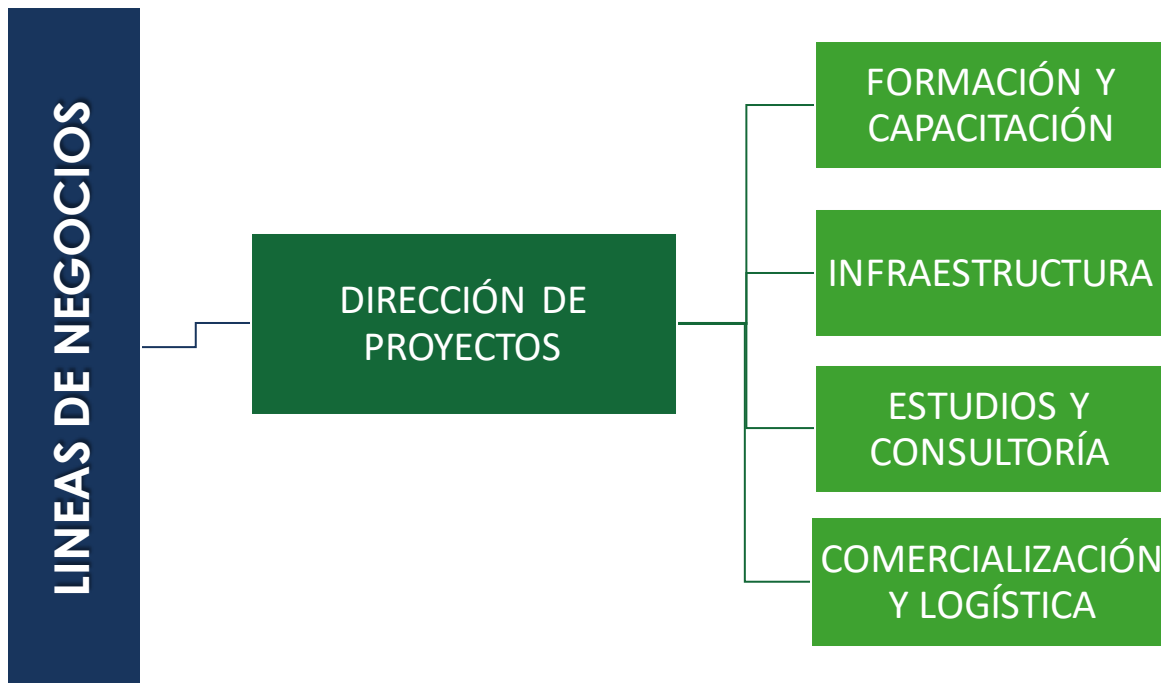 LINEAS DE NEGOCIOS
DIRECCIÓN DE
PROYECTOS
FORMACIÓN Y
CAPACITACIÓN
INFRAESTRUCTURA
ESTUDIOS Y
CONSULTORÍA
COMERCIALIZACIÓN
Y LOGÍSTICA